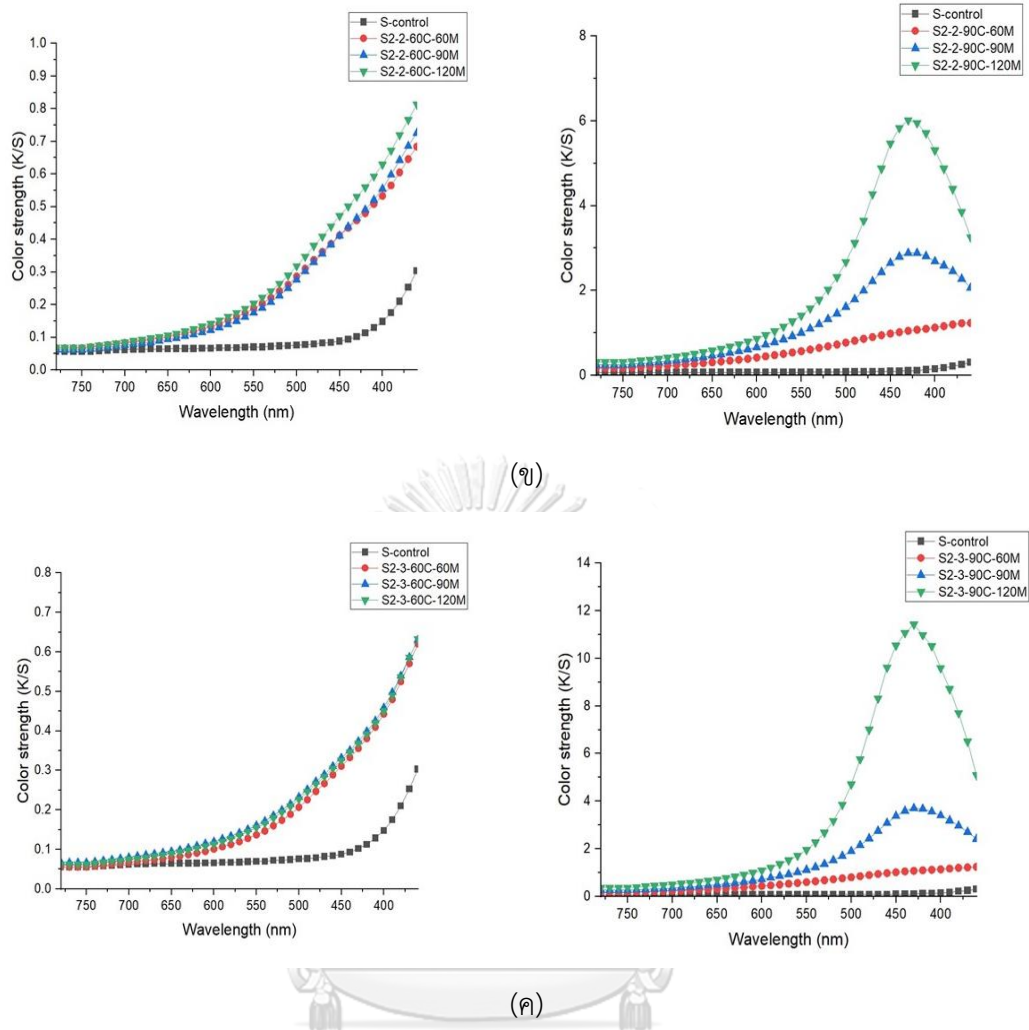 S-control
S2-2-60C-60M
S2-2-60C-90M
S2-2-60C-120M
1.0
0.9
0.8
0.7
0.6
0.5
0.4
0.3
0.2
0.1
0.0
Color strength (K/S)
750 700 650 600 550 500 450 400
Wavelength (nm)
S-control
S2-2-90C-60M
S2-2-90C-90M
S2-2-90C-120M
8
6
4
2
0
Color strength (K/S)
750 700 650 600 550 500 450 400
Wavelength (nm)
(ข)
S-control
S2-3-60C-60M
S2-3-60C-90M
S2-3-60C-120M
0.8
0.7
0.6
0.5
0.4
0.3
0.2
0.1
0.0
Color strength (K/S)
750 700 650 600 550 500 450 400
Wavelength (nm)
S-control
S2-3-90C-60M
S2-3-90C-90M
S2-3-90C-120M
14
12
10
8
6
4
2
0
Color strength (K/S)
750 700 650 600 550 500 450 400
Wavelength (nm)
(ค)